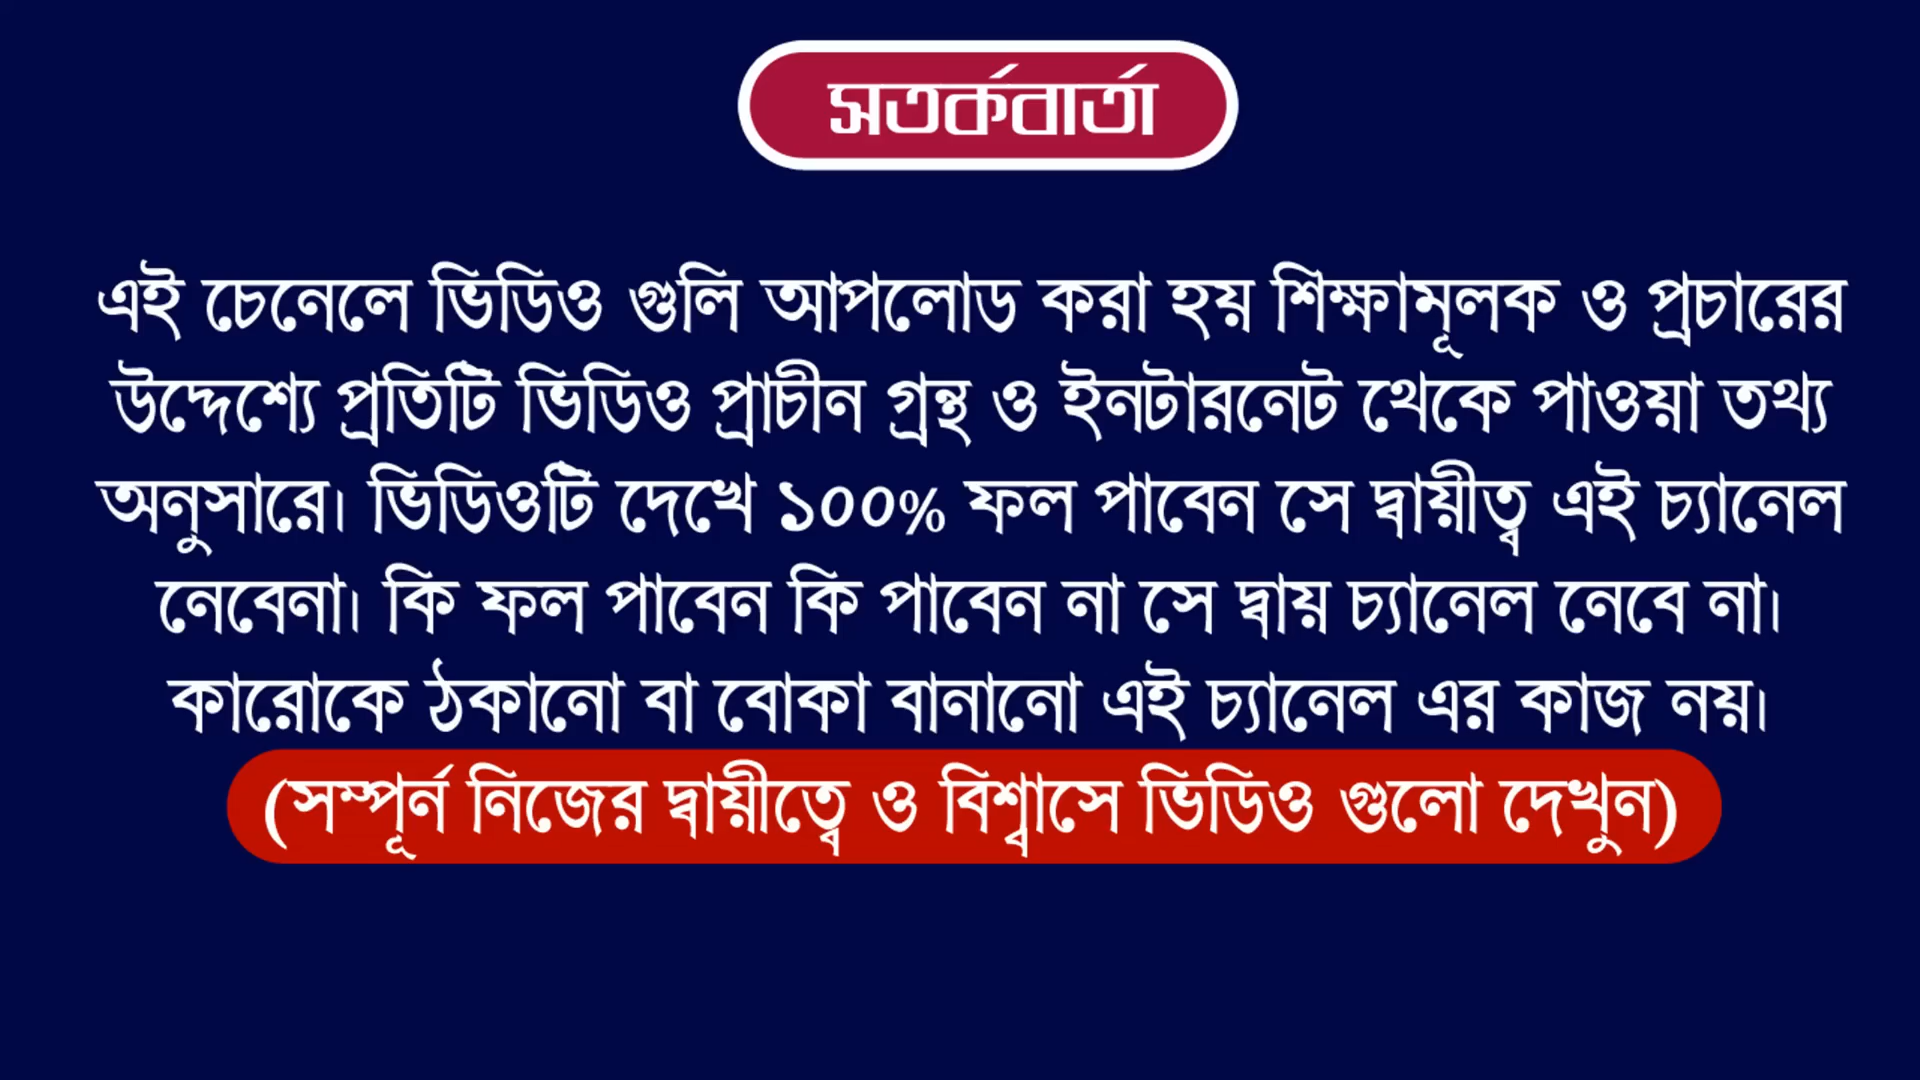 সতর্কবার্তা
এই চেনেলে ভিডিও গুলি আপলোড করা হয় শিক্ষামূলক ও প্রচারের
উদ্দেশ্যে প্রতিটি ভিডিও প্রাচীন গ্রন্থ ও ইনটারনেট থেকে পাওয়া তথ্য
অনুসারে। ভিডিওটি দেখে ১০০% ফল পাবেন সে দ্বায়ীত্ব এই চ্যানেল
নেবেনা। কি ফল পাবেন কি পাবেন না সে দ্বায় চ্যানেল নেবে না।
কারোকে ঠকানো বা বোকা বানানো এই চ্যানেল এর কাজ নয়।
(সম্পূর্ন নিজের দ্বায়ীত্বে ও বিশ্বাসে ভিডিও গুলো দেখুন)